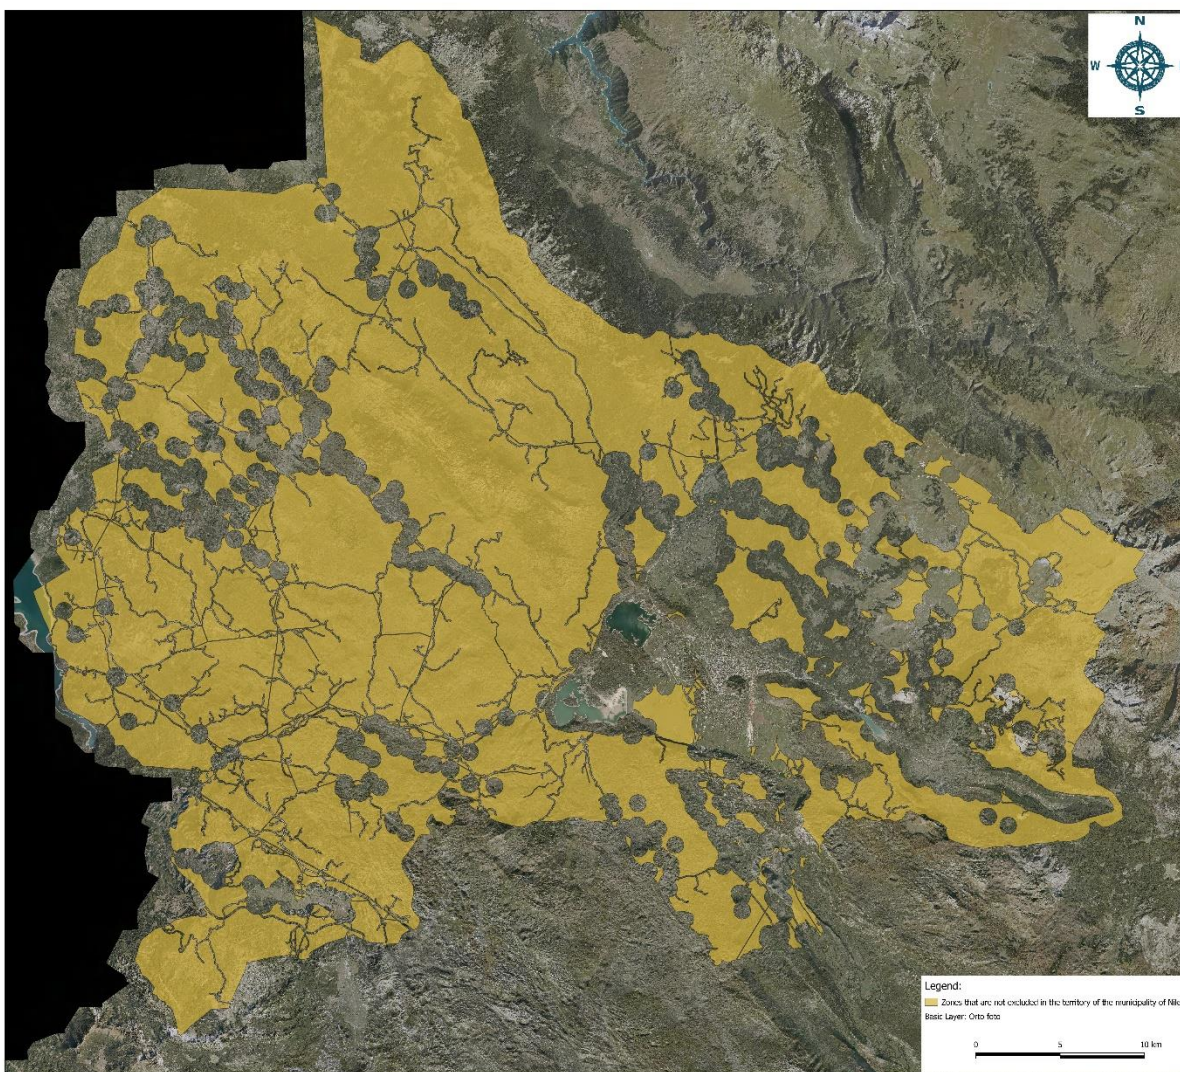 N
W
S
Legend:
Zones that are not excluded in the territory of the municipality of
Basic Layer: Orto foto
0 5 10 km